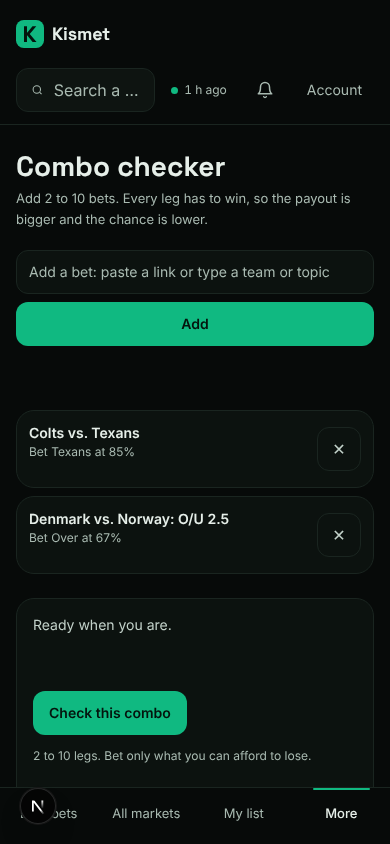 Kismet
Search a ...
1 h ago
Account
Combo checker
Add 2 to 10 bets. Every leg has to win, so the payout is
bigger and the chance is lower.
Add a bet: paste a link or type a team or topic
Add
Colts vs. Texans
Bet Texans at 85%
Denmark vs. Norway: O/U 2.5
Bet Over at 67%
Ready when you are.
Check this combo
2 to 10 legs. Bet only what you can afford to lose.
N
bets
All markets
My list
More